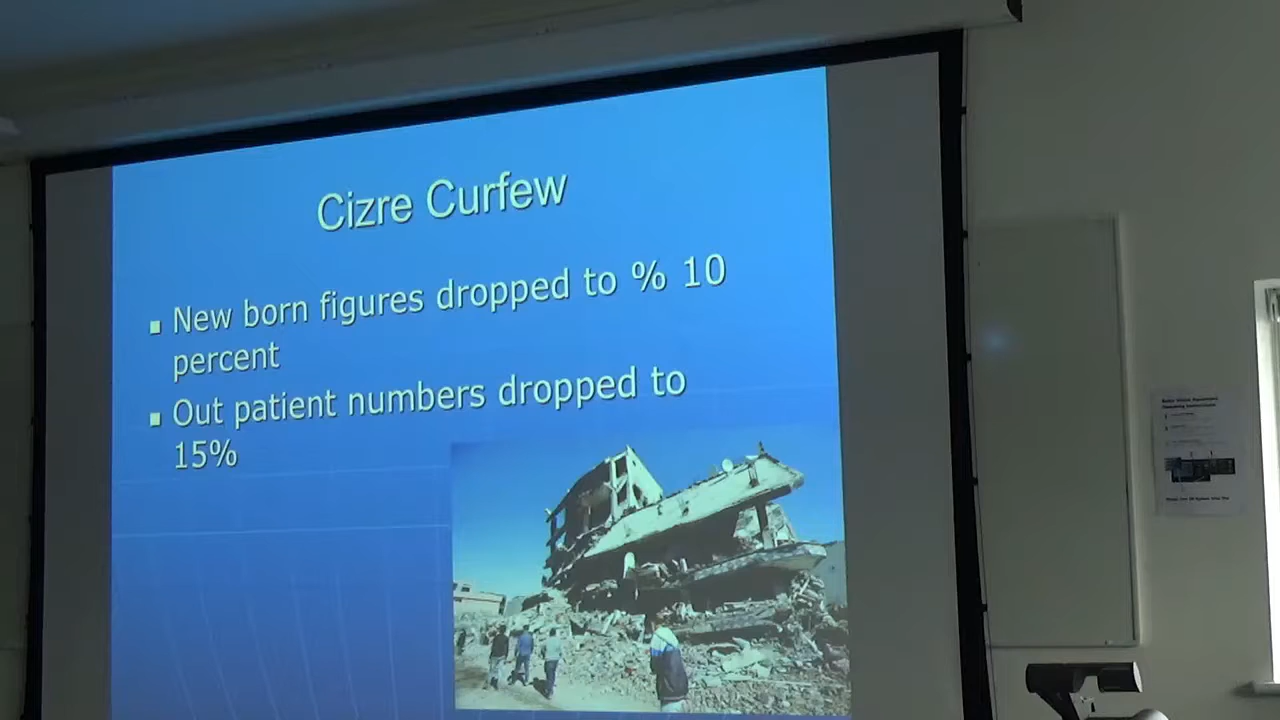 Cizre Curfew
New born figures dropped to % 10
percent
Out patient numbers dropped to
15%